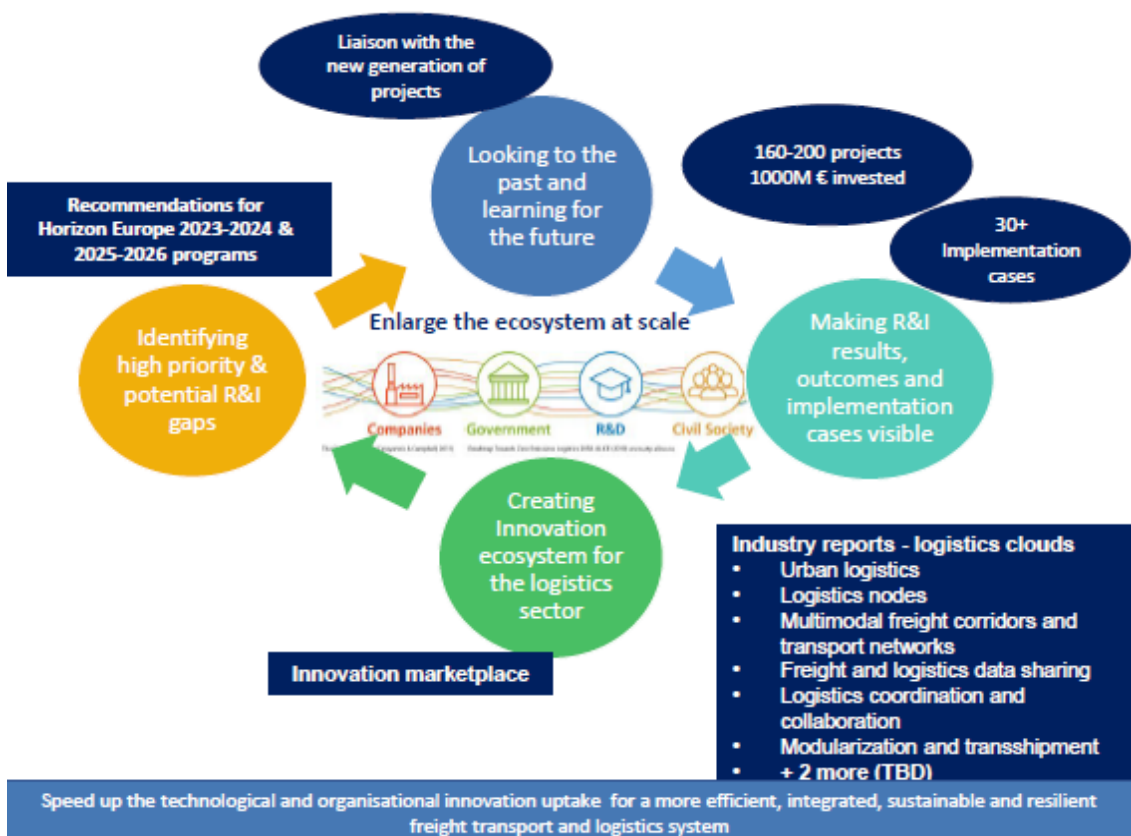 Liaison with the
new generation of
projects
Looking to the
past and
learning for
the future
160-200 projects
1000M € invested
30+
Implementation
cases
Recommendations for
Horizon Europe 2023-2024 &
2025-2026 programs
Identifying
high priority &
potential R&I
gaps
Enlarge the ecosystem at scale
Companies
Government
R&D
Civil Society
Making R&I
results,
outcomes and
implementation
cases visible
Creating
Innovation
ecosystem for
the logistics
sector
Innovation marketplace
Industry reports - logistics clouds
• Urban logistics
• Logistics nodes
• Multimodal freight corridors and
transport networks
• Freight and logistics data sharing
• Logistics coordination and
collaboration
• Modularization and transshipment
• + 2 more (TBD)
Speed up the technological and organisational innovation uptake for a more efficient, integrated, sustainable and resilient
freight transport and logistics system